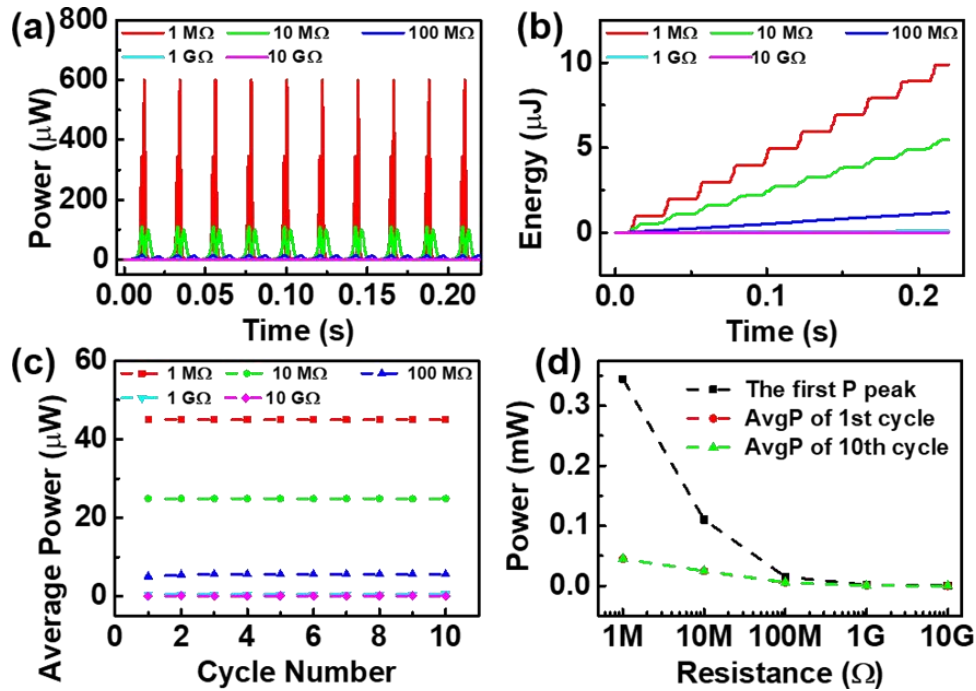 (a)
1 MΩ 10 MΩ 100 MΩ
1 GΩ 10 GΩ
800
600
400
200
0
Power (μW)
0.00 0.05 0.10 0.15 0.20
Time (s)
(b)
1 MΩ 10 MΩ 100 MΩ
1 GΩ 10 GΩ
10
5
0
Energy (μJ)
0.0 0.1 0.2
Time (s)
(c)
1 MΩ 10 MΩ 100 MΩ
1 GΩ 10 GΩ
60
40
20
0
Average Power (μW)
0 2 4 6 8 10
Cycle Number
(d)
The first P peak
AvgP of 1st cycle
AvgP of 10th cycle
0.3
0.2
0.1
0.0
Power (mW)
1M 10M 100M 1G 10G
Resistance (Ω)